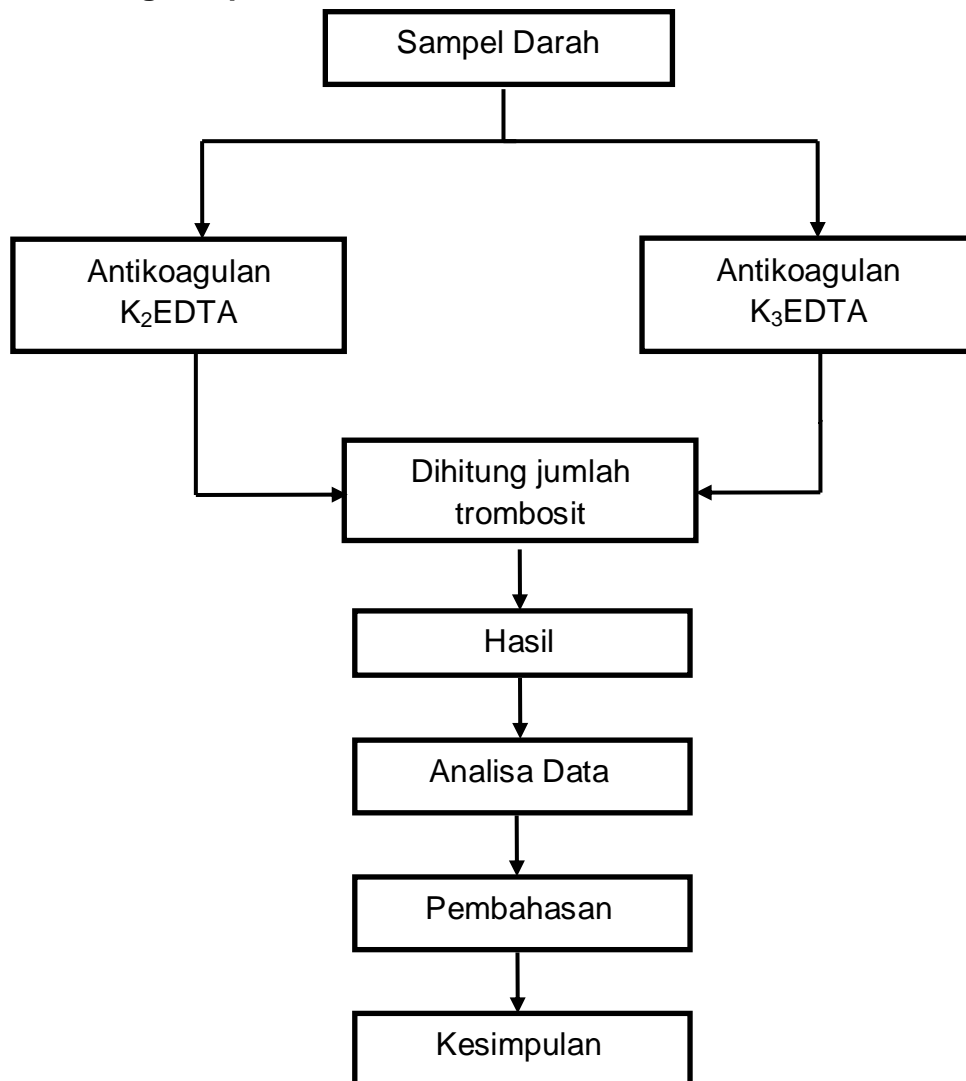 Sampel Darah
Antikoagulan
K₂EDTA
Antikoagulan
K₃EDTA
Dihitung jumlah
trombosit
Hasil
Analisa Data
Pembahasan
Kesimpulan